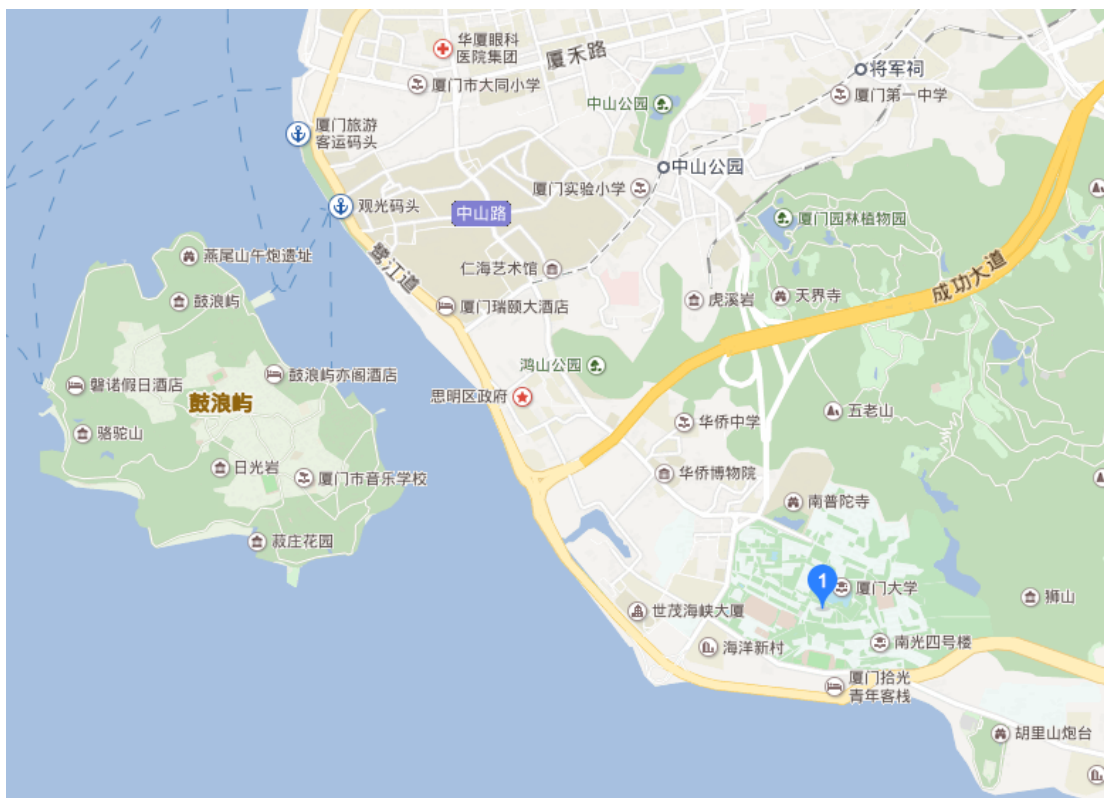 华厦眼科
医院集团
厦禾路
将军祠
厦门市大同小学
厦门第一中学
中山公园
厦门旅游
客运码头
中山公园
厦门实验小学
观光码头
中山路
厦门园林植物园
燕尾山午炮遗址
鹭江道
仁海艺术馆
成功大道
鼓浪屿
虎溪岩
天界寺
厦门瑞颐大酒店
鸿山公园
磐诺假日酒店
鼓浪屿亦阁酒店
鼓浪屿
思明区政府
五老山
骆驼山
华侨中学
日光岩
厦门市音乐学校
华侨博物院
南普陀寺
菽庄花园
1
厦门大学
狮山
世茂海峡大厦
海洋新村
南光四号楼
厦门拾光
青年客栈
胡里山炮台